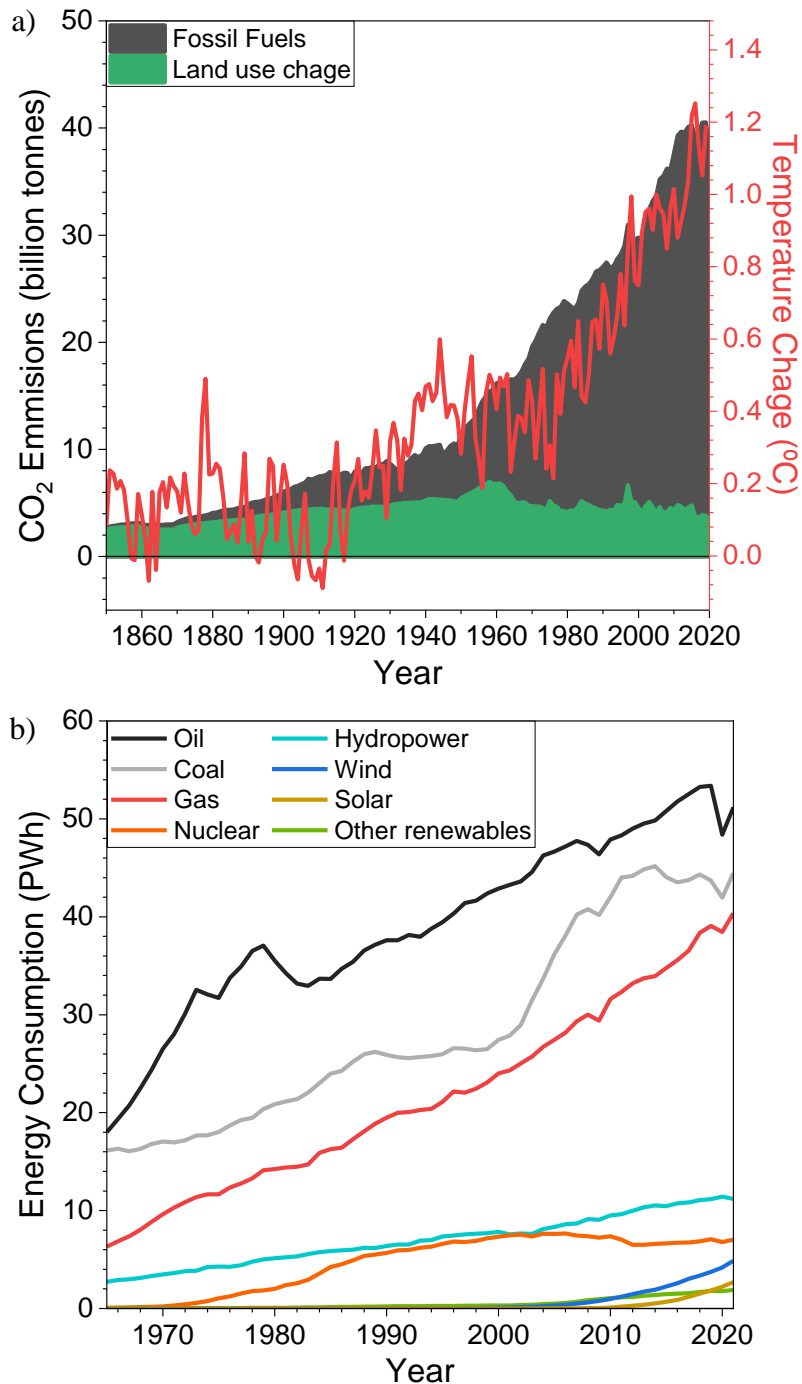 a)
Fossil Fuels
Land use chage
50
40
30
20
10
0
CO2 Emmisions (billion tonnes)
1.4
1.2
1.0
0.8
0.6
0.4
0.2
0.0
Temperature Chage (⁰C)
1860 1880 1900 1920 1940 1960 1980 2000 2020
Year
b)
Oil
Coal
Gas
Nuclear
Hydropower
Wind
Solar
Other renewables
60
50
40
30
20
10
0
Energy Consumption (PWh)
1970 1980 1990 2000 2010 2020
Year